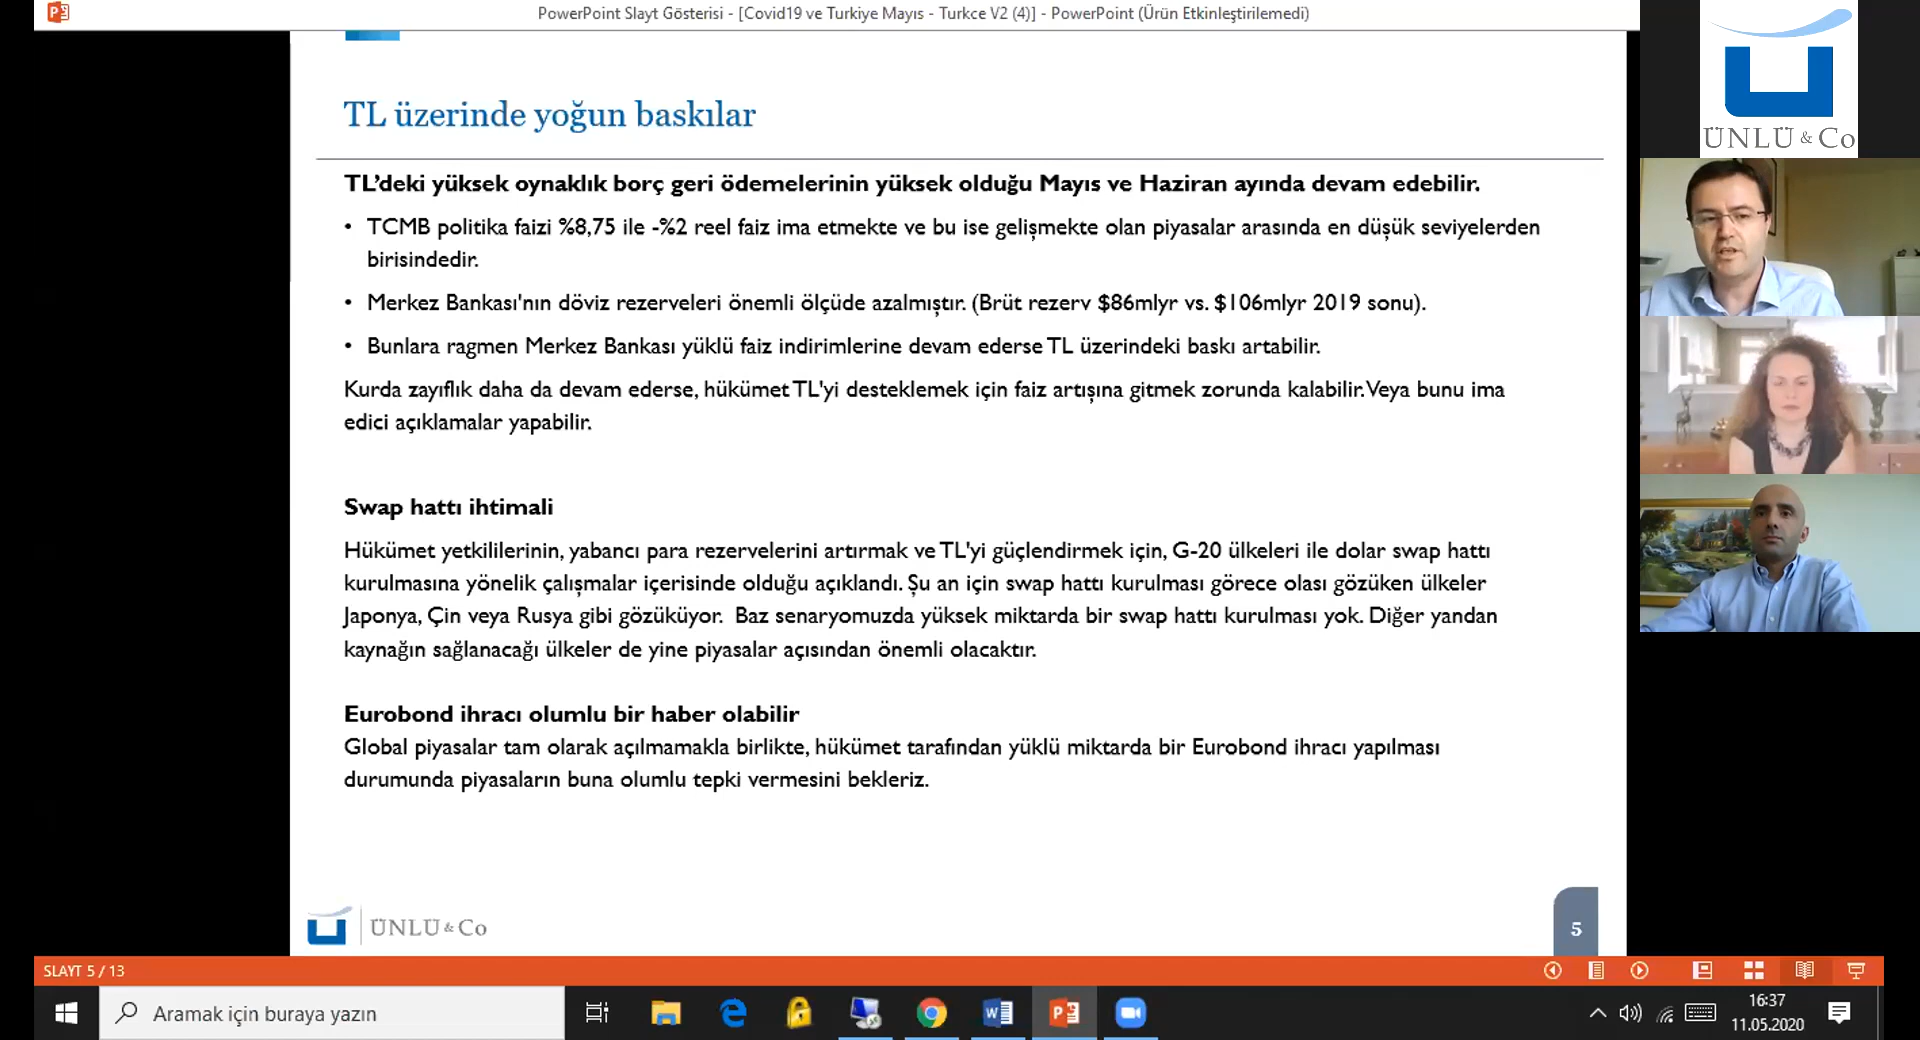 PowerPoint Slayt Gösterisi - [Covid19 ve Turkiye Mayıs - Turkce V2 (4)] - PowerPoint (Ürün Etkinleştirilemedi)
ÜNLÜ & Co
TL üzerinde yoğun baskılar
TL’deki yüksek oynaklık borç geri ödemelerinin yüksek olduğu Mayıs ve Haziran ayında devam edebilir.
• TCMB politika faizi %8,75 ile -%2 reel faiz ima etmekte ve bu ise gelişmekte olan piyasalar arasında en düşük seviyelerden
birisindedir.
• Merkez Bankası'nın döviz rezerveleri önemli ölçüde azalmıştır. (Brüt rezerv $86mlyr vs. $106mlyr 2019 sonu).
• Bunlara ragmen Merkez Bankası yüklü faiz indirimlerine devam ederse TL üzerindeki baskı artabilir.
Kurda zayıflık daha da devam ederse, hükümet TL'yi desteklemek için faiz artışına gitmek zorunda kalabilir. Veya bunu ima
edici açıklamalar yapabilir.
Swap hattı ihtimali
Hükümet yetkililerinin, yabancı para rezervelerini artırmak ve TL'yi güçlendirmek için, G-20 ülkeleri ile dolar swap hattı
kurulmasına yönelik çalışmalar içerisinde olduğu açıklandı. Şu an için swap hattı kurulması görece olası gözüken ülkeler
Japonya, Çin veya Rusya gibi gözüküyor. Baz senaryomuzda yüksek miktarda bir swap hattı kurulması yok. Diğer yandan
kaynağın sağlanacağı ülkeler de yine piyasalar açısından önemli olacaktır.
Eurobond ihracı olumlu bir haber olabilir
Global piyasalar tam olarak açılmamakla birlikte, hükümet tarafından yüklü miktarda bir Eurobond ihracı yapılması
durumunda piyasaların buna olumlu tepki vermesini bekleriz.
ÜNLÜ & Co
5
SLAYT 5 / 13
Aramak için buraya yazın
16:37
11.05.2020